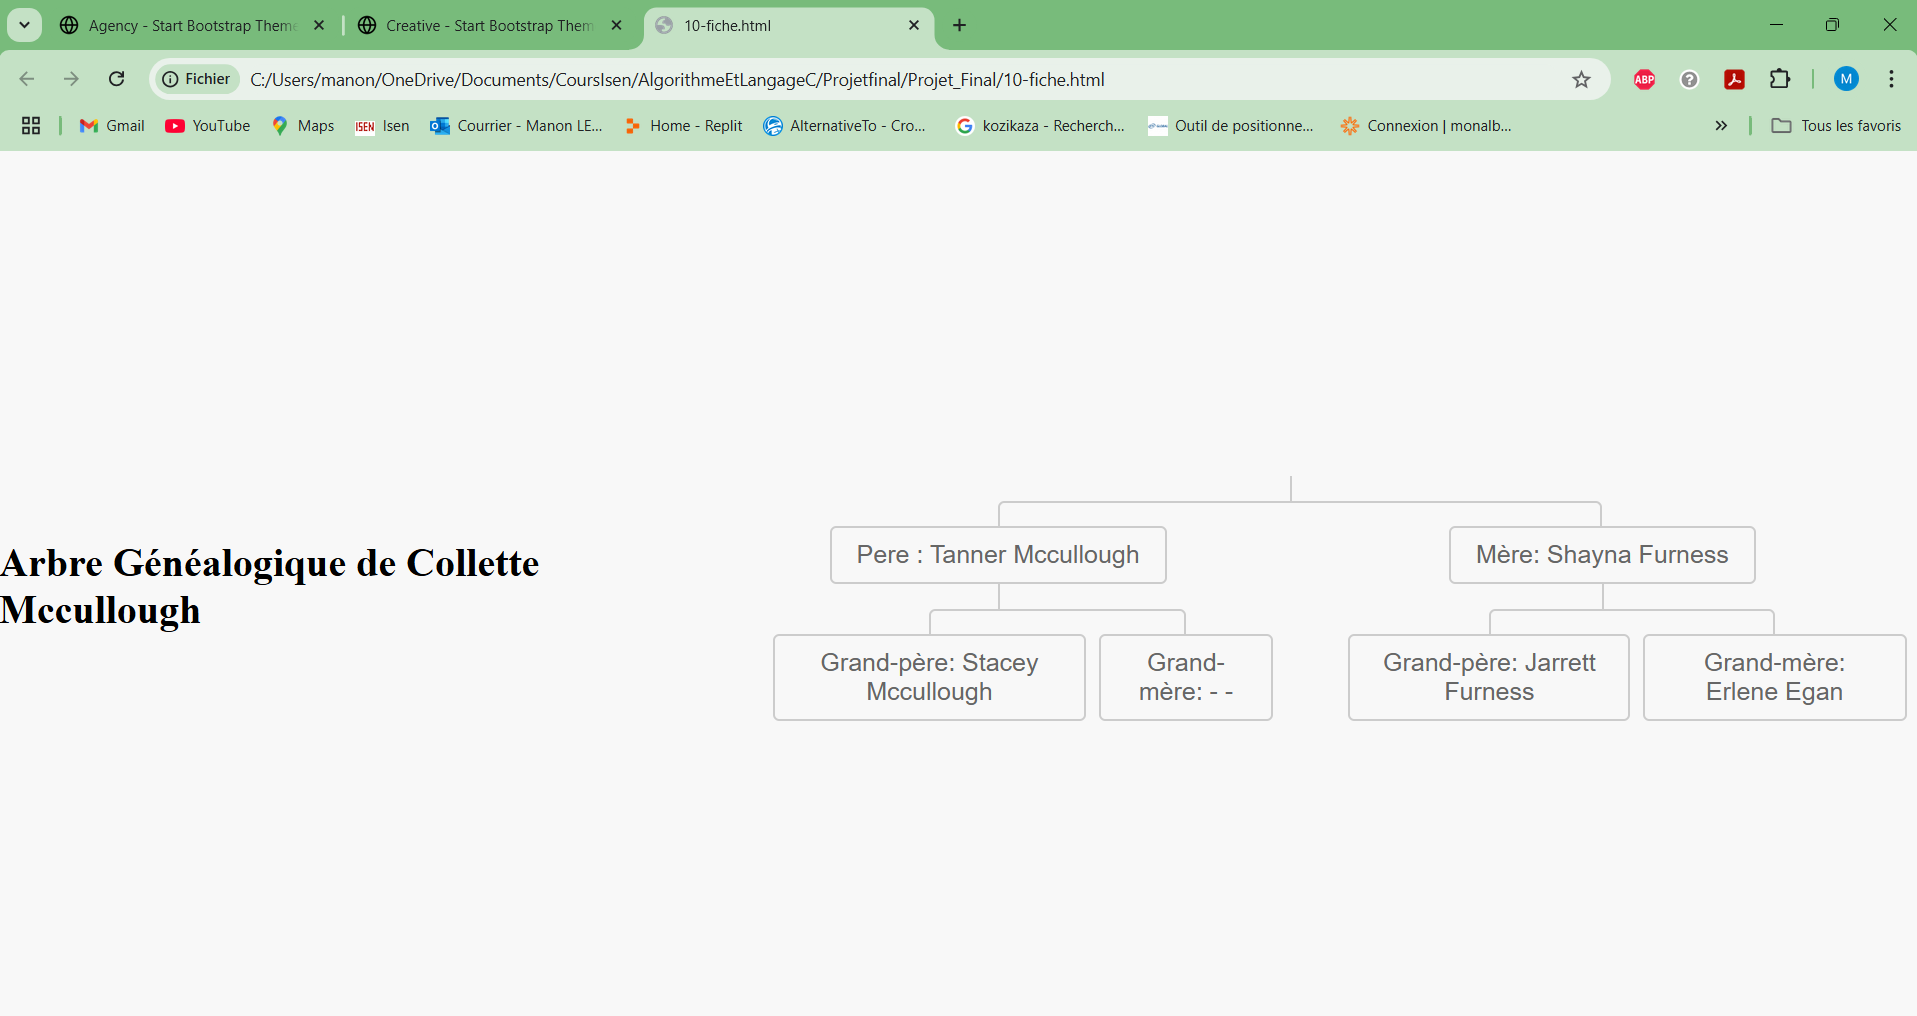 Agency - Start Bootstrap Theme
Creative - Start Bootstrap Them
10-fiche.html
Fichier
C:/Users/manon/OneDrive/Documents/CoursIsen/AlgorithmeEtLangageC/Projetfinal/Projet_Final/10-fiche.html
ABP
M
Gmail
YouTube
Maps
ISEN
Isen
Courrier - Manon LE...
Home - Replit
AlternativeTo - Cro...
kozikaza - Recherch...
Outil de positionne...
Connexion | monalb...
Tous les favoris
Arbre Généalogique de Collette
Mccullough
Pere : Tanner Mccullough
Mère: Shayna Furness
Grand-père: Stacey
Mccullough
Grand-
mère: - -
Grand-père: Jarrett
Furness
Grand-mère:
Erlene Egan